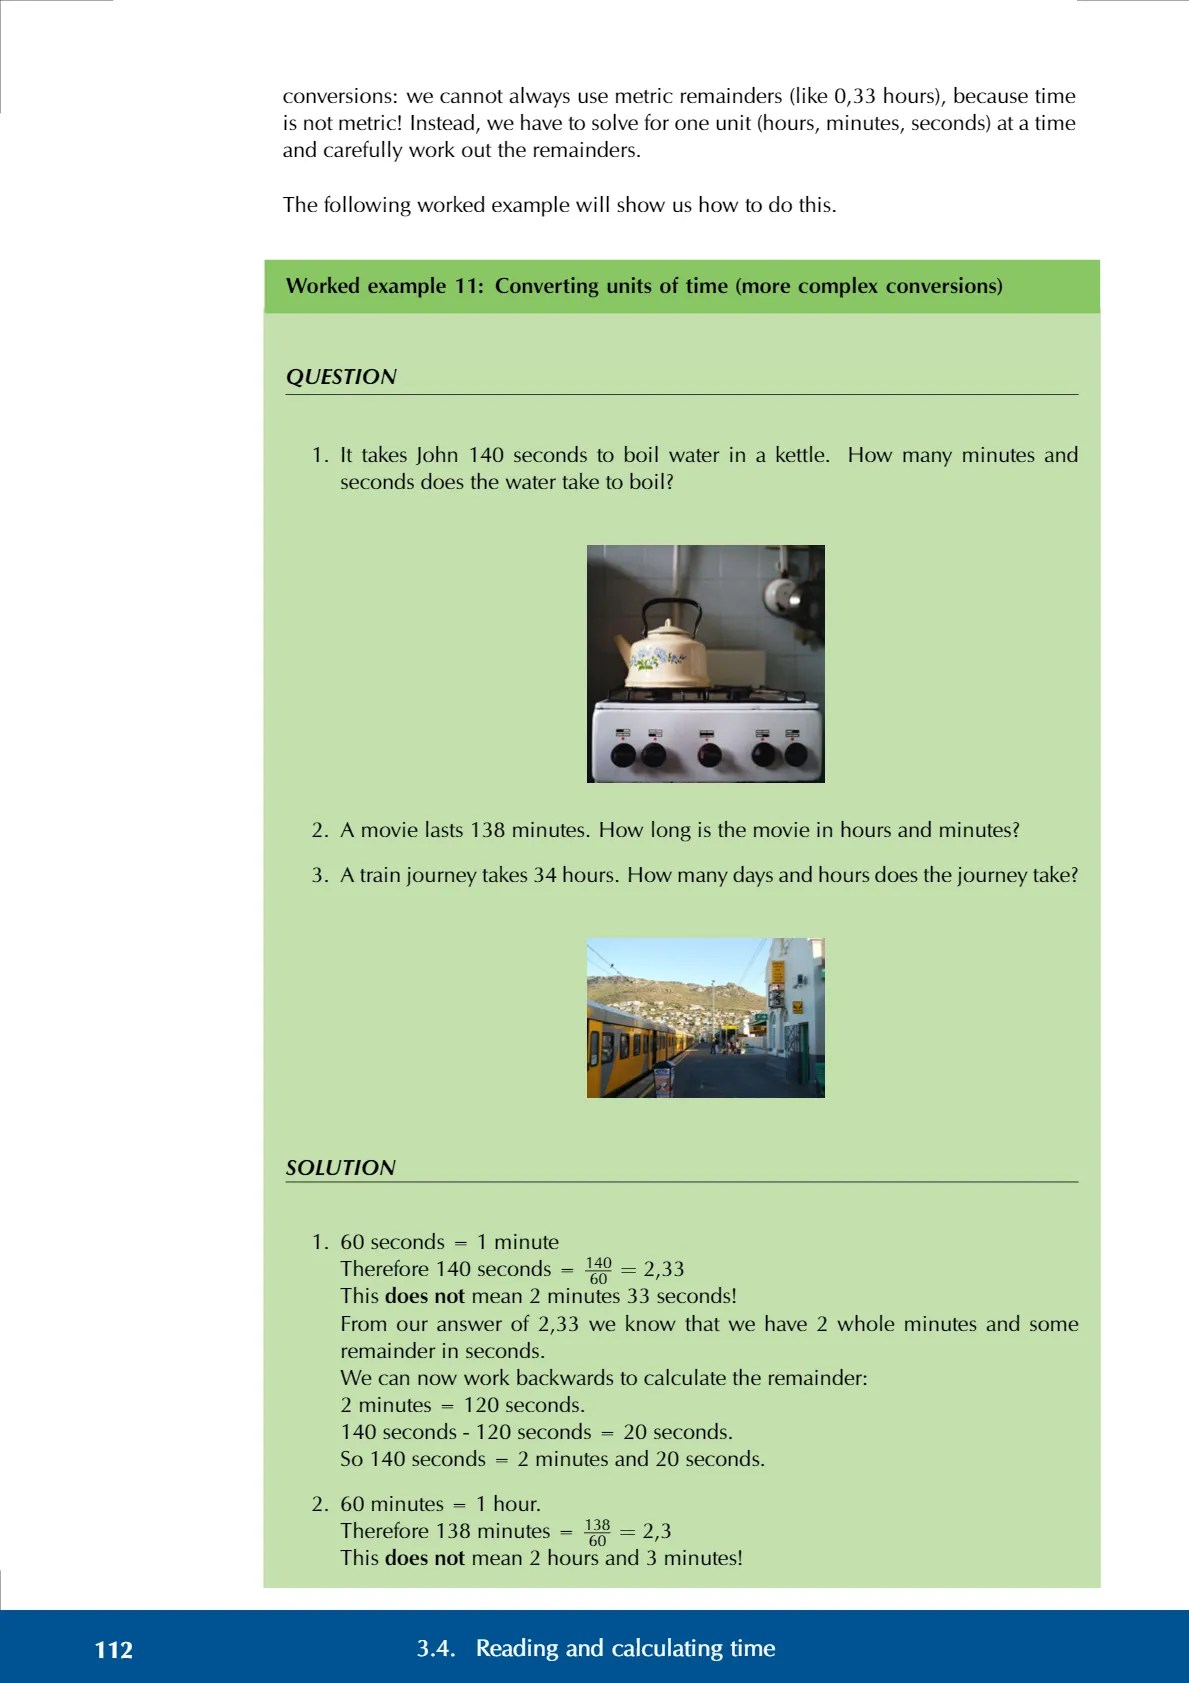 conversions: we cannot always use metric remainders (like 0,33 hours), because time
is not metric! Instead, we have to solve for one unit (hours, minutes, seconds) at a time
and carefully work out the remainders.
The following worked example will show us how to do this.
Worked example 11: Converting units of time (more complex conversions)
QUESTION
1. It takes John 140 seconds to boil water in a kettle. How many minutes and
seconds does the water take to boil?
2. A movie lasts 138 minutes. How long is the movie in hours and minutes?
3. A train journey takes 34 hours. How many days and hours does the journey take?
SOLUTION
1. 60 seconds = 1 minute
Therefore 140 seconds = 140/60 = 2,33
This does not mean 2 minutes 33 seconds!
From our answer of 2,33 we know that we have 2 whole minutes and some
remainder in seconds.
We can now work backwards to calculate the remainder:
2 minutes = 120 seconds.
140 seconds - 120 seconds = 20 seconds.
So 140 seconds = 2 minutes and 20 seconds.
2. 60 minutes = 1 hour.
Therefore 138 minutes = 138/60 = 2,3
This does not mean 2 hours and 3 minutes!
112 3.4. Reading and calculating time